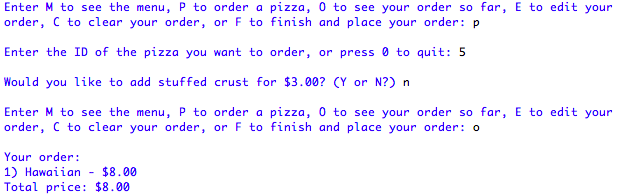 Enter M to see the menu, P to order a pizza, O to see your order so far, E to edit your
order, C to clear your order, or F to finish and place your order: p
Enter the ID of the pizza you want to order, or press 0 to quit: 5
Would you like to add stuffed crust for $3.00? (Y or N?) n
Enter M to see the menu, P to order a pizza, O to see your order so far, E to edit your
order, C to clear your order, or F to finish and place your order: o
Your order:
1) Hawaiian - $8.00
Total price: $8.00